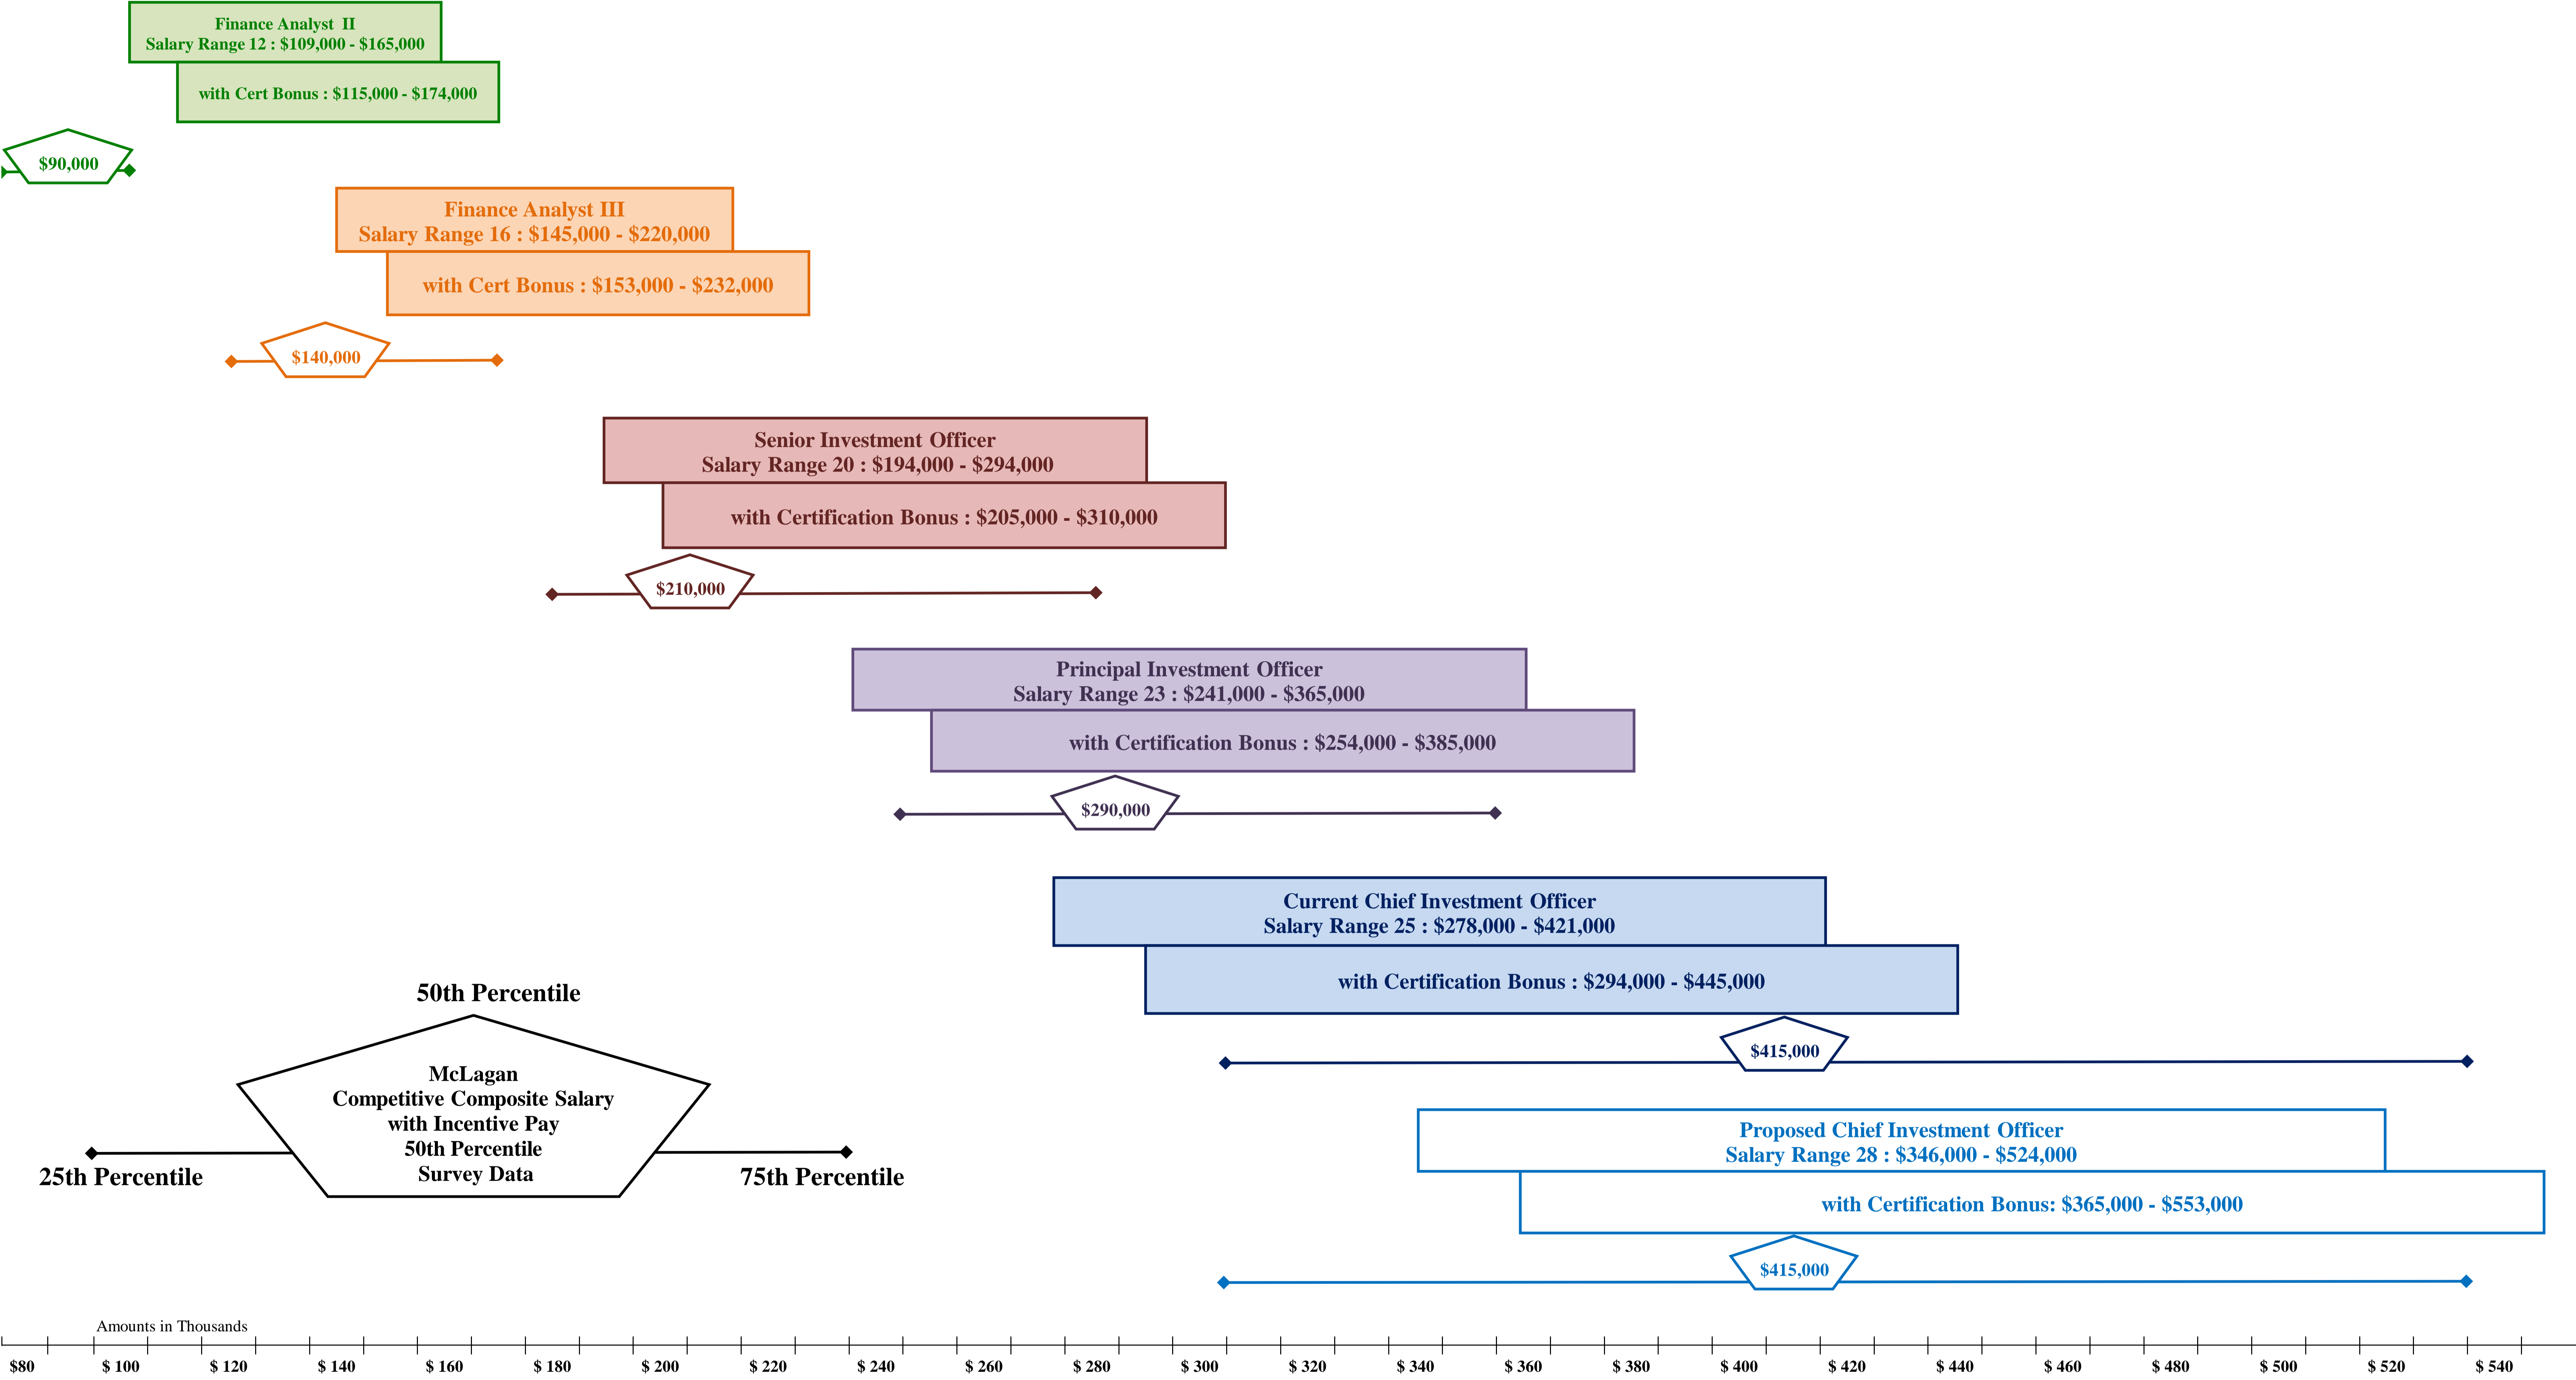 Finance Analyst II
Salary Range 12 : $109,000 - $165,000
with Cert Bonus : $115,000 - $174,000
$90,000
Finance Analyst III
Salary Range 16 : $145,000 - $220,000
with Cert Bonus : $153,000 - $232,000
$140,000
Senior Investment Officer
Salary Range 20 : $194,000 - $294,000
with Certification Bonus : $205,000 - $310,000
$210,000
Principal Investment Officer
Salary Range 23 : $241,000 - $365,000
with Certification Bonus : $254,000 - $385,000
$290,000
Current Chief Investment Officer
Salary Range 25 : $278,000 - $421,000
with Certification Bonus : $294,000 - $445,000
$415,000
50th Percentile
McLagan
Competitive Composite Salary
with Incentive Pay
50th Percentile
Survey Data
25th Percentile
75th Percentile
Proposed Chief Investment Officer
Salary Range 28 : $346,000 - $524,000
with Certification Bonus: $365,000 - $553,000
$415,000
Amounts in Thousands
$80 $ 100 $ 120 $ 140 $ 160 $ 180 $ 200 $ 220 $ 240 $ 260 $ 280 $ 300 $ 320 $ 340 $ 360 $ 380 $ 400 $ 420 $ 440 $ 460 $ 480 $ 500 $ 520 $ 540